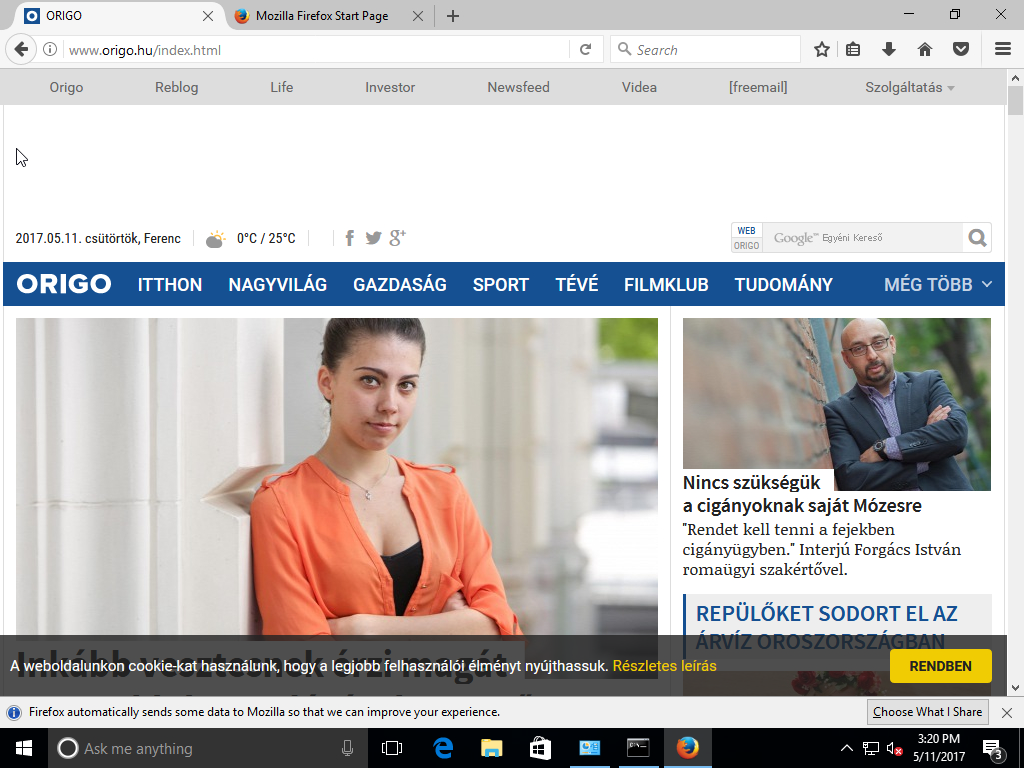 ORIGO
Mozilla Firefox Start Page
www.origo.hu/index.html
Search
Origo
Reblog
Life
Investor
Newsfeed
Videa
[freemail]
Szolgáltatás
2017.05.11. csütörtök, Ferenc
0°C / 25°C
WEB
ORIGO
Google™ Egyéni Kereső
ORIGO ITTHON NAGYVILÁG GAZDASÁG SPORT TÉVÉ FILMKLUB TUDOMÁNY MÉG TÖBB
Nincs szükségük
a cigányoknak saját Mózesre
"Rendet kell tenni a fejekben
cigányügyben." Interjú Forgács István
romaügyi szakértővel.
REPÜLŐKET SODORT EL AZ
ÁRVÍZ OROSZORSZÁGBAN
Inkább vesztesnek érzi magát
A weboldalunkon cookie-kat használunk, hogy a legjobb felhasználói élményt nyújthassuk. Részletes leírás
RENDBEN
Firefox automatically sends some data to Mozilla so that we can improve your experience.
Choose What I Share
Ask me anything
3:20 PM
5/11/2017
3